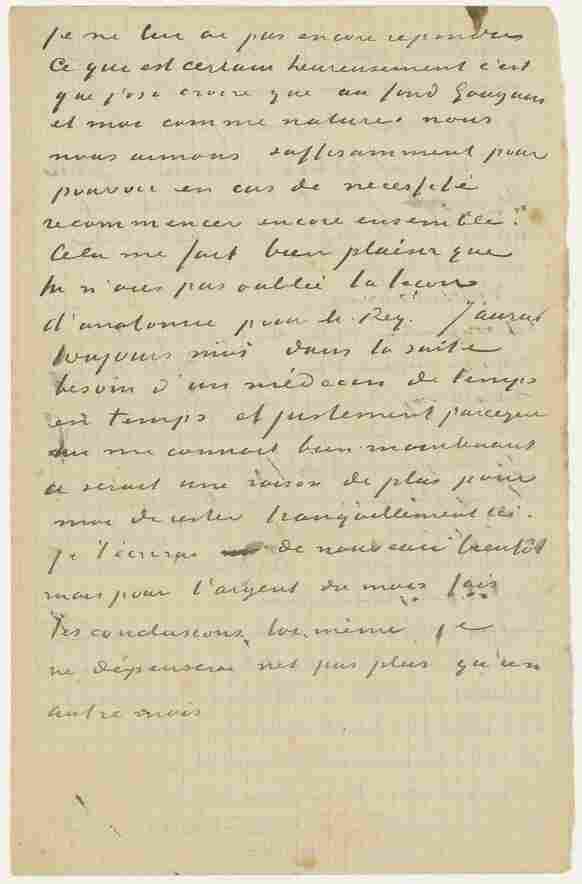 je ne lui ai pas encore repondu
Ce qui est certain heureusement c'est
que j'ose croire que au fond Gauguin
et moi comme nature nous
nous aimons suffisamment pour
pouvoir en cas de necessité
recommencer encore ensemble.
Cela me fait bien plaisir que
tu n'aies pas oublié la leçon
d'anatomie pour M. Rey. J'aurai
toujours moi dans la suite
besoin d'un médecin de temps
en temps et justement parceque
me connait bien maintenant
ce serait une raison de plus pour
moi de rester tranquillement ici.
Je t'écrirai de nouveau bientôt
mais pour l'argent du mois fais
tes conclusions toi-même je
ne dépenserai net pas plus qu'un
autre mois